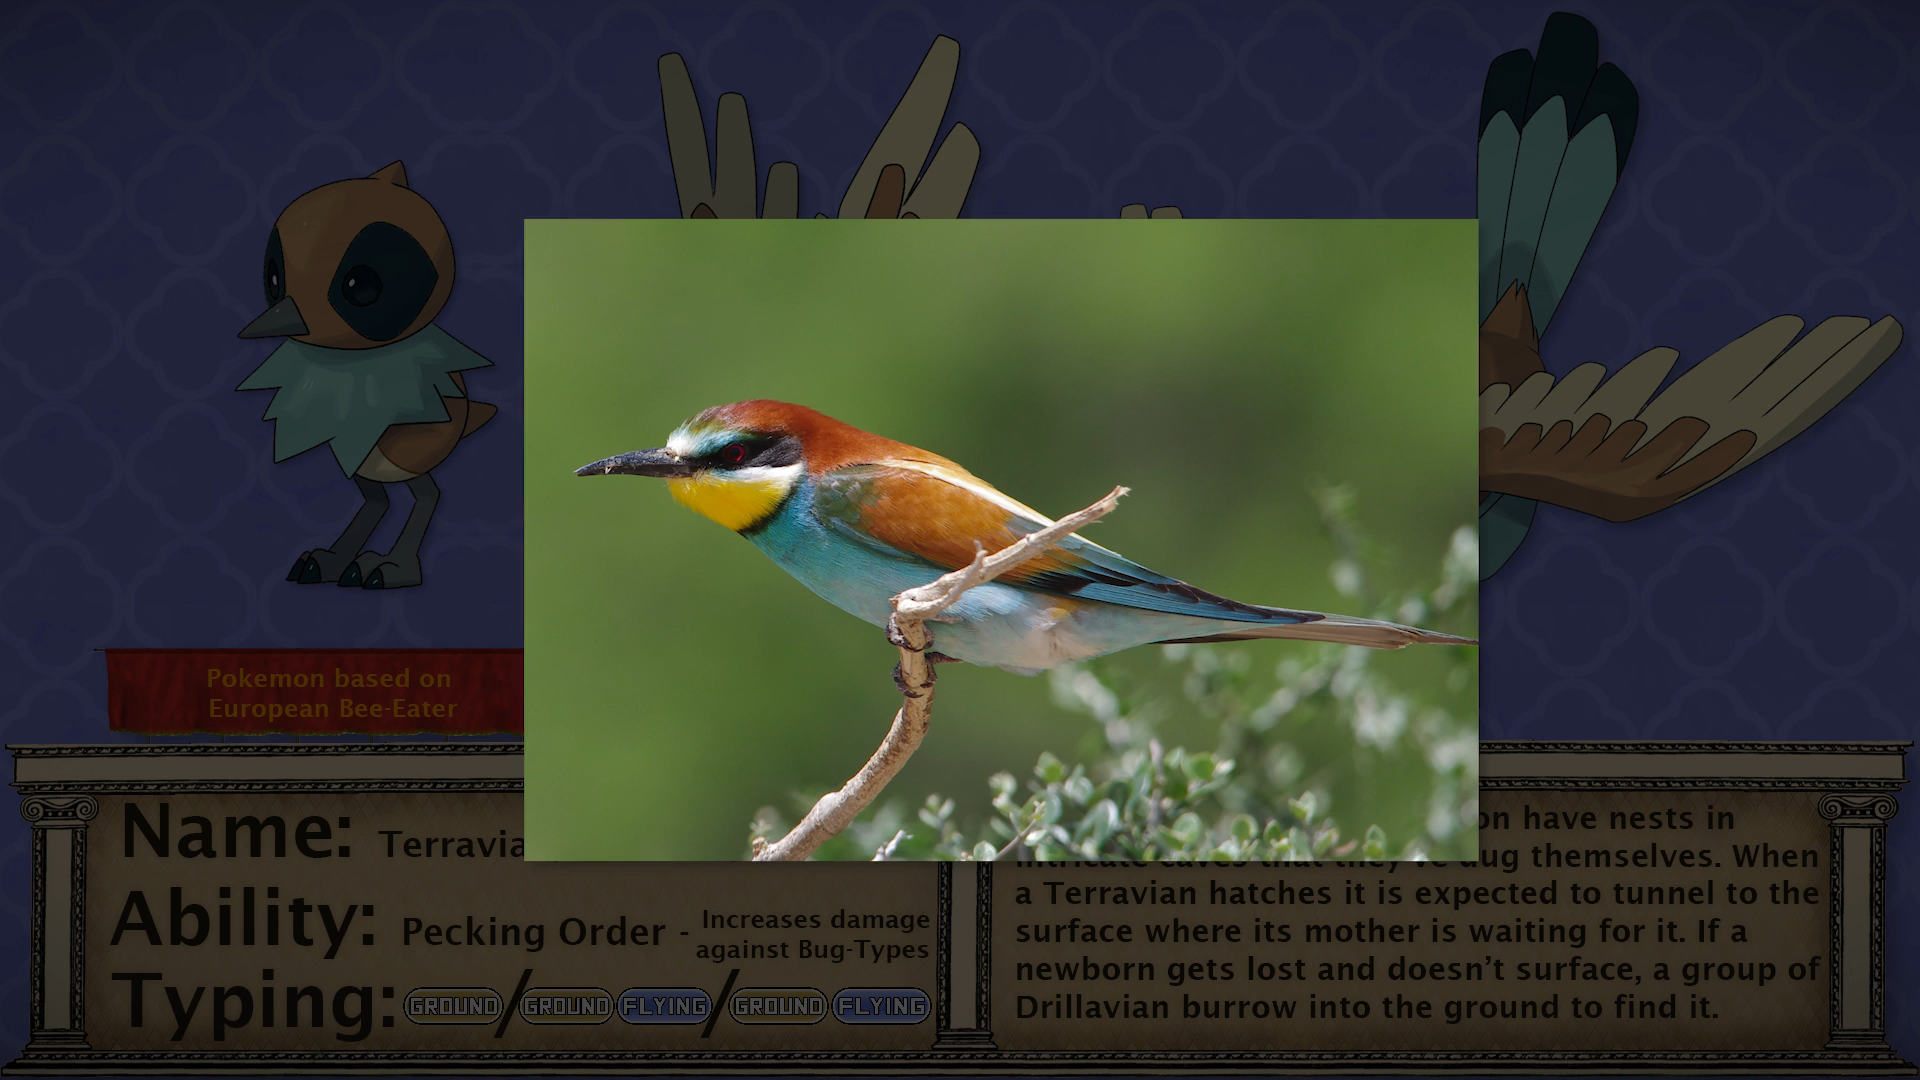 Pokemon based on
European Bee-Eater
Name: Terravia
Ability: Pecking Order - Increases damage
against Bug-Types
Typing: GROUND / GROUND FLYING / GROUND FLYING
have nests in
themselves. When
a Terravian hatches it is expected to tunnel to the
surface where its mother is waiting for it. If a
newborn gets lost and doesn't surface, a group of
Drillavian burrow into the ground to find it.